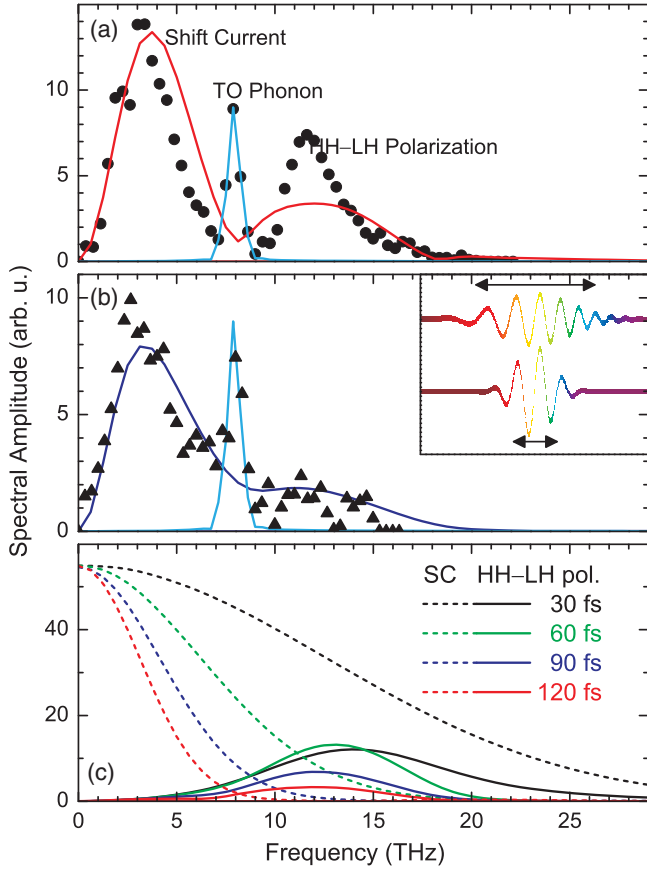 (a)
Shift Current
TO Phonon
HH–LH Polarization
10
5
0
(b)
10
5
0
Spectral Amplitude (arb. u.)
SC HH–LH pol.
30 fs
60 fs
90 fs
120 fs
40
20
0
(c)
0 5 10 15 20 25
Frequency (THz)